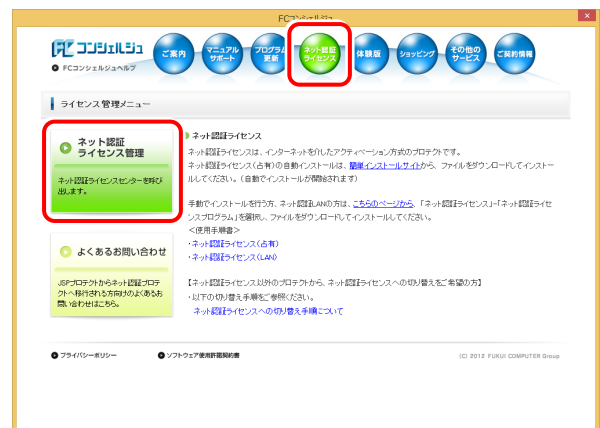 FCコンシェルジュ
FC コンシェルジュ
FCコンシェルジュヘルプ
ご案内
マニュアル
サポート
プログラム
更新
ネット認証
ライセンス
体験版
ショッピング
その他の
サービス
ご契約情報
ライセンス管理メニュー
ネット認証
ライセンス管理
ネット認証ライセンスセンターを呼び
出します。
よくあるお問い合わせ
JSPプロテクトからネット認証プロテ
クトへ移行される方向けのよくあるお
問い合わせはこちら。
ネット認証ライセンス
ネット認証ライセンスは、インターネットを介したアクティベーション方式のプロテクトです。
ネット認証ライセンス(占有)の自動インストールは、簡単インストールサイトから、ファイルをダウンロードしてインストー
ルしてください。(自動でインストールが開始されます)
手動でインストールを行う方、ネット認証LANの方は、こちらのページから、「ネット認証ライセンス」-「ネット認証ライセ
ンスプログラム」を選択し、ファイルをダウンロードしてインストールしてください。
<使用手順書>
・ネット認証ライセンス(占有)
・ネット認証ライセンス(LAN)
【ネット認証ライセンス以外のプロテクトから、ネット認証ライセンスへの切り替えをご希望の方】
・以下の切り替え手順をご参照ください。
ネット認証ライセンスへの切り替え手順について
プライバシーポリシー
ソフトウェア使用許諾契約書
(C) 2012 FUKUI COMPUTER Group